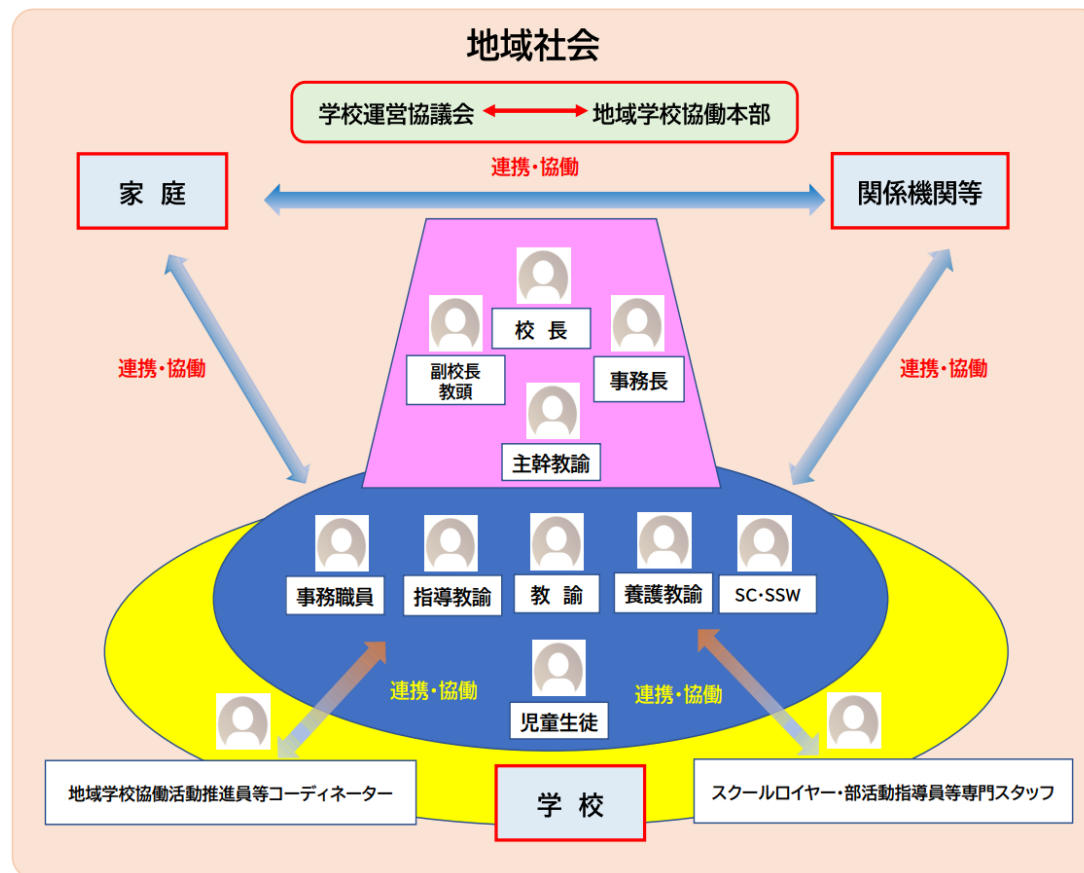 地域社会
学校運営協議会 地域学校協働本部
連携・協働
家 庭
関係機関等
校 長
副校長
教頭
事務長
連携・協働
連携・協働
主幹教諭
事務職員
指導教諭
教 諭
養護教諭
SC・SSW
連携・協働
連携・協働
児童生徒
地域学校協働活動推進員等コーディネーター
学 校
スクールロイヤー・部活動指導員等専門スタッフ